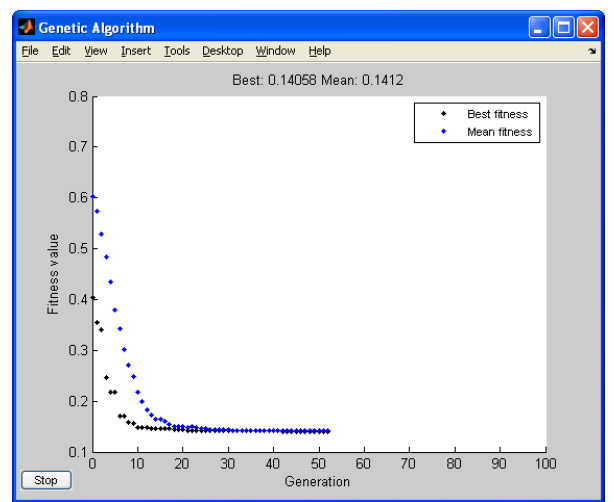 Genetic Algorithm
File Edit View Insert Tools Desktop Window Help
Best: 0.14058 Mean: 0.1412
0.8
0.7
0.6
0.5
0.4
0.3
0.2
0.1
Fitness value
Best fitness
Mean fitness
0 10 20 30 40 50 60 70 80 90 100
Generation
Stop